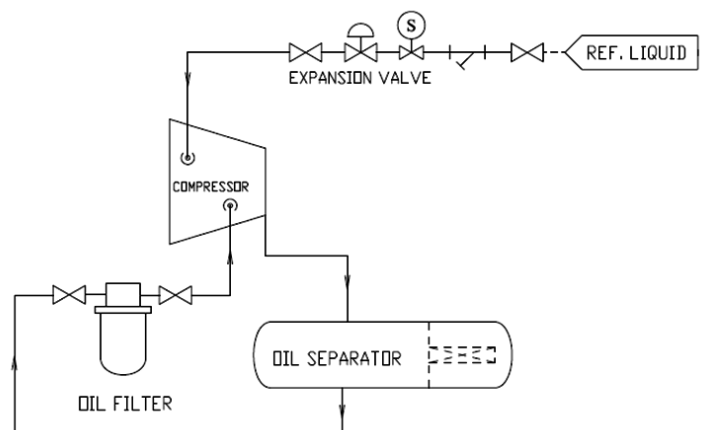 S
REF. LIQUID
EXPANSION VALVE
COMPRESSOR
OIL SEPARATOR
OIL FILTER